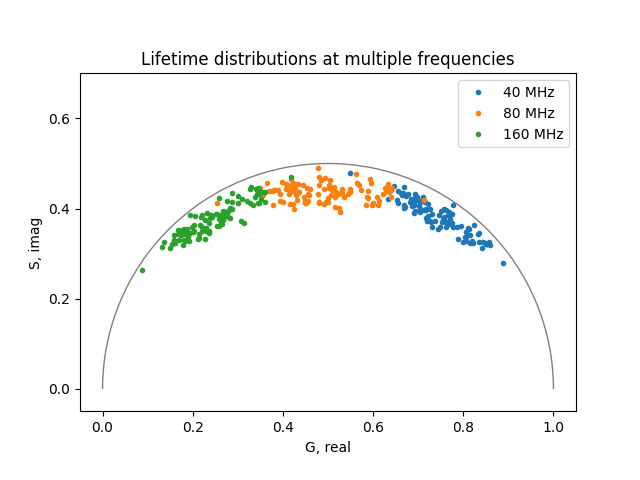 Lifetime distributions at multiple frequencies
40 MHz
80 MHz
160 MHz
0.6
0.4
0.2
0.0
S, imag
0.0 0.2 0.4 0.6 0.8 1.0
G, real